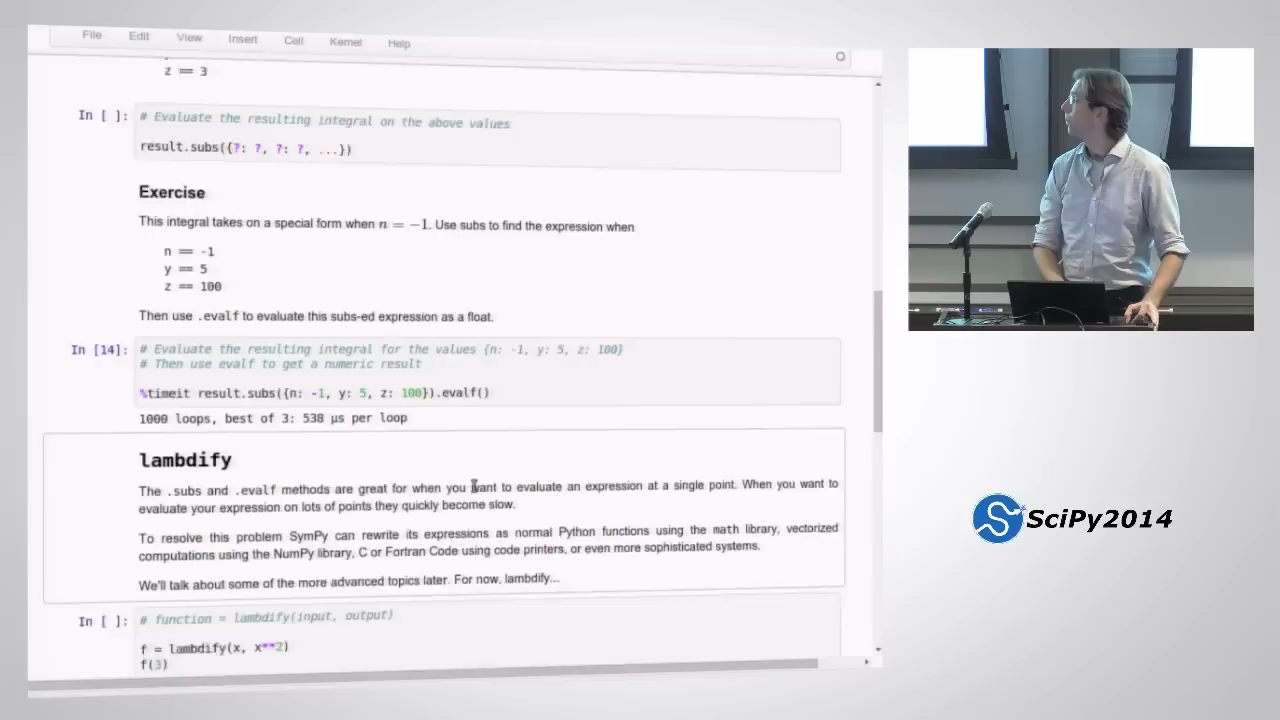 File Edit View Insert Cell Kernel Help
z == 3
In [ ]: # Evaluate the resulting integral on the above values
result.subs({?: ?, ?: ?, ...})
Exercise
This integral takes on a special form when n = −1. Use subs to find the expression when
n == -1
y == 5
z == 100
Then use .evalf to evaluate this subs-ed expression as a float.
In [14]: # Evaluate the resulting integral for the values {n: -1, y: 5, z: 100}
# Then use evalf to get a numeric result
%timeit result.subs({n: -1, y: 5, z: 100}).evalf()
1000 loops, best of 3: 538 µs per loop
lambdify
The .subs and .evalf methods are great for when you want to evaluate an expression at a single point. When you want to
evaluate your expression on lots of points they quickly become slow.
To resolve this problem SymPy can rewrite its expressions as normal Python functions using the math library, vectorized
computations using the NumPy library, C or Fortran Code using code printers, or even more sophisticated systems.
We'll talk about some of the more advanced topics later. For now, lambdify...
In [ ]: # function = lambdify(input, output)
f = lambdify(x, x**2)
f(3)
SciPy2014